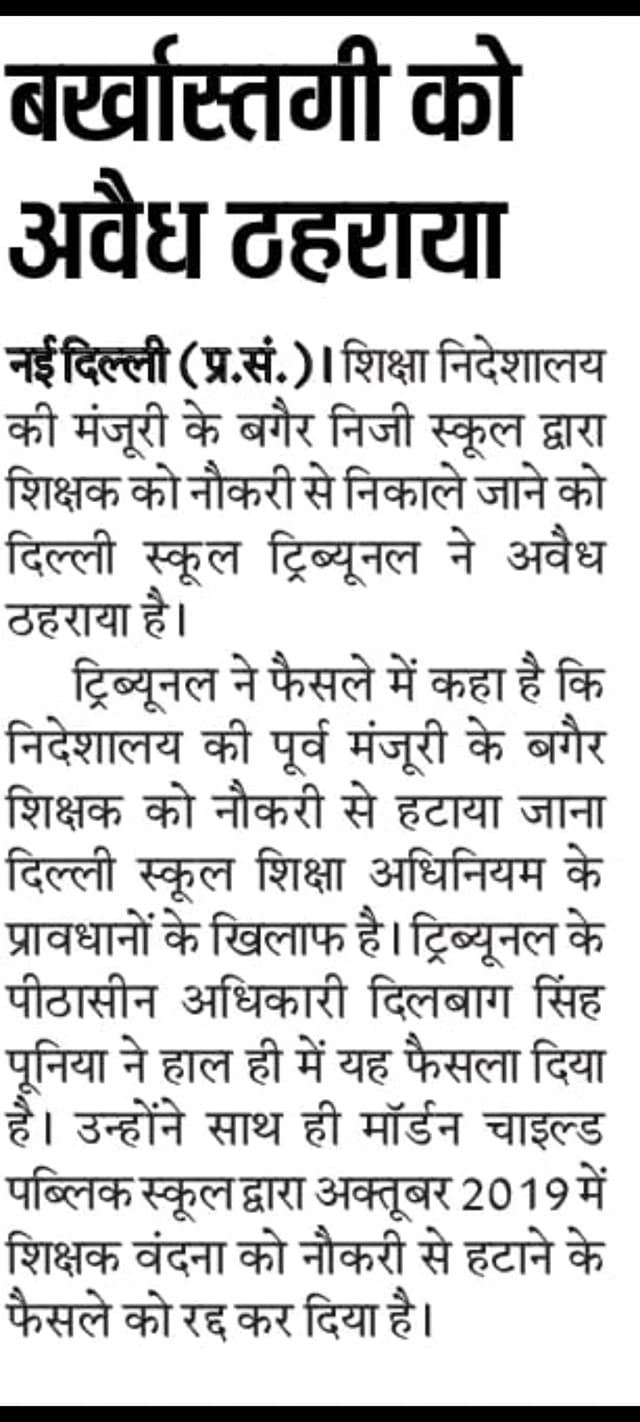 बर्खास्तगी को
अवैध ठहराया
नई दिल्ली (प्र.सं.)। शिक्षा निदेशालय
की मंजूरी के बगैर निजी स्कूल द्वारा
शिक्षक को नौकरी से निकाले जाने को
दिल्ली स्कूल ट्रिब्यूनल ने अवैध
ठहराया है।
ट्रिब्यूनल ने फैसले में कहा है कि
निदेशालय की पूर्व मंजूरी के बगैर
शिक्षक को नौकरी से हटाया जाना
दिल्ली स्कूल शिक्षा अधिनियम के
प्रावधानों के खिलाफ है। ट्रिब्यूनल के
पीठासीन अधिकारी दिलबाग सिंह
पूनिया ने हाल ही में यह फैसला दिया
है। उन्होंने साथ ही मॉर्डन चाइल्ड
पब्लिक स्कूल द्वारा अक्तूबर 2019 में
शिक्षक वंदना को नौकरी से हटाने के
फैसले को रद्द कर दिया है।